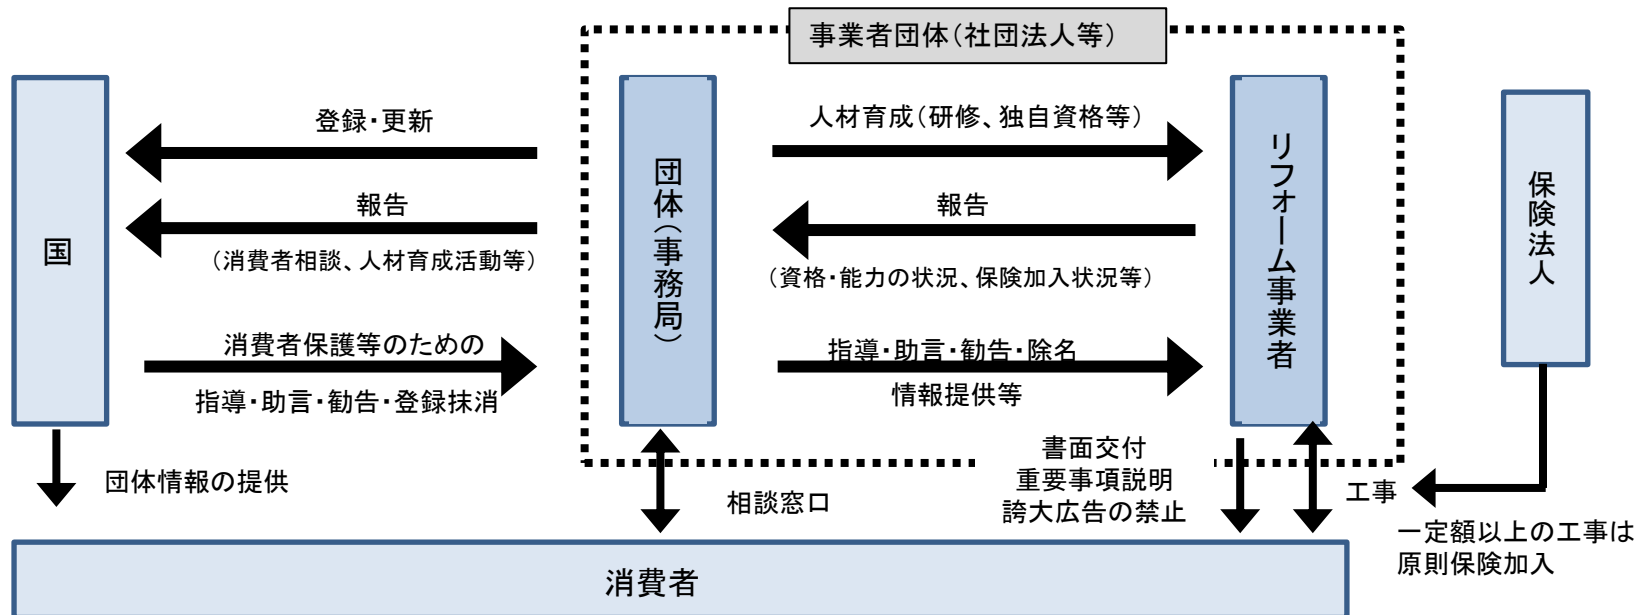 事業者団体(社団法人等)
国
登録・更新
報告
(消費者相談、人材育成活動等)
消費者保護等のための
指導・助言・勧告・登録抹消
団体(事務局)
人材育成(研修、独自資格等)
報告
(資格・能力の状況、保険加入状況等)
指導・助言・勧告・除名
情報提供等
リフォーム事業者
保険法人
団体情報の提供
相談窓口
書面交付
重要事項説明
誇大広告の禁止
工事
一定額以上の工事は
原則保険加入
消費者